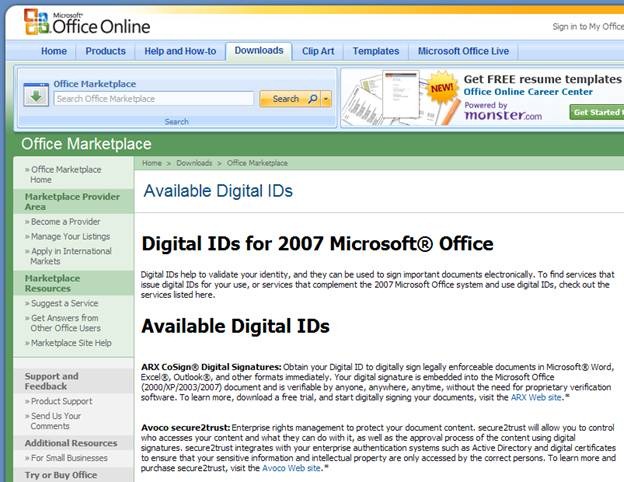 Microsoft®
Office Online
Sign in to My Office
Home Products Help and How-to Downloads Clip Art Templates Microsoft Office Live
Office Marketplace
Search Office Marketplace
Search
Search
NEW!
Get FREE resume templates
Office Online Career Center
Powered by
monster.com
Get Started
Office Marketplace
» Office Marketplace
Home
Marketplace Provider
Area
» Become a Provider
» Manage Your Listings
» Apply in International
Markets
Marketplace
Resources
» Suggest a Service
» Get Answers from
Other Office Users
» Marketplace Site Help
Support and
Feedback
» Product Support
» Send Us Your
Comments
Additional Resources
» For Small Businesses
Try or Buy Office
Home > Downloads > Office Marketplace
Available Digital IDs
Digital IDs for 2007 Microsoft® Office
Digital IDs help to validate your identity, and they can be used to sign important documents electronically. To find services that
issue digital IDs for your use, or services that complement the 2007 Microsoft Office system and use digital IDs, check out the
services listed here.
Available Digital IDs
ARX CoSign® Digital Signatures: Obtain your Digital ID to digitally sign legally enforceable documents in Microsoft® Word,
Excel®, Outlook®, and other formats immediately. Your digital signature is embedded into the Microsoft Office
(2000/XP/2003/2007) document and is verifiable by anyone, anywhere, anytime, without the need for proprietary verification
software. To learn more, download a free trial, and start digitally signing your documents, visit the ARX Web site.*
Avoco secure2trust: Enterprise rights management to protect your document content. secure2trust will allow you to control
who accesses your content and what they can do with it, as well as the approval process of the content using digital
signatures. secure2trust integrates with your enterprise authentication systems such as Active Directory and digital certificates
to ensure that your sensitive information and intellectual property are only accessed by the correct persons. To learn more and
purchase secure2trust, visit the Avoco Web site.*